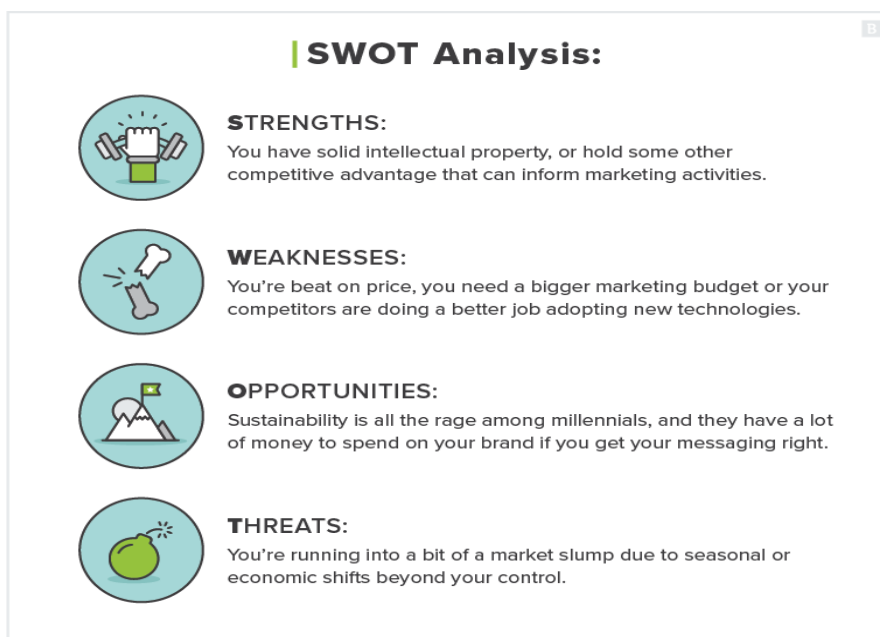 SWOT Analysis:
STRENGTHS:
You have solid intellectual property, or hold some other
competitive advantage that can inform marketing activities.
WEAKNESSES:
You're beat on price, you need a bigger marketing budget or your
competitors are doing a better job adopting new technologies.
OPPORTUNITIES:
Sustainability is all the rage among millennials, and they have a lot
of money to spend on your brand if you get your messaging right.
THREATS:
You're running into a bit of a market slump due to seasonal or
economic shifts beyond your control.
B